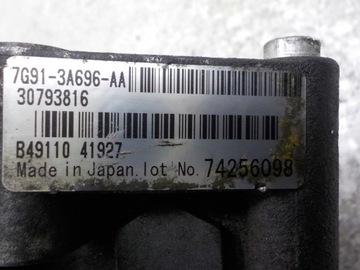 7G91-3A696-AA
30793816
B49110 41927
Made in Japan. lot No. 74256098